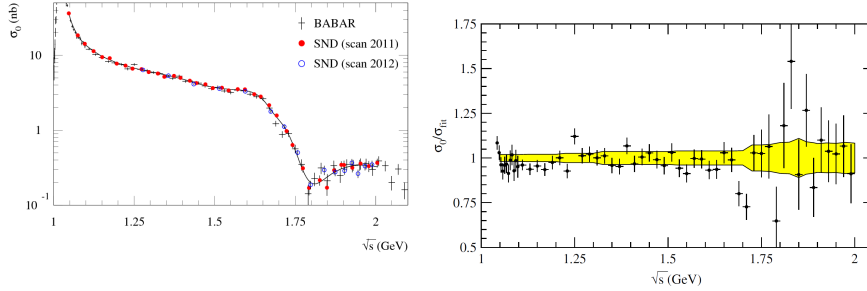 σ₀ (nb)
10
1
10⁻¹
1
1.25
1.5
1.75
2
√s (GeV)
BABAR
SND (scan 2011)
SND (scan 2012)
σ₀/σfit
1.75
1.5
1.25
1
0.75
0.5
1
1.25
1.5
1.75
2
√s (GeV)